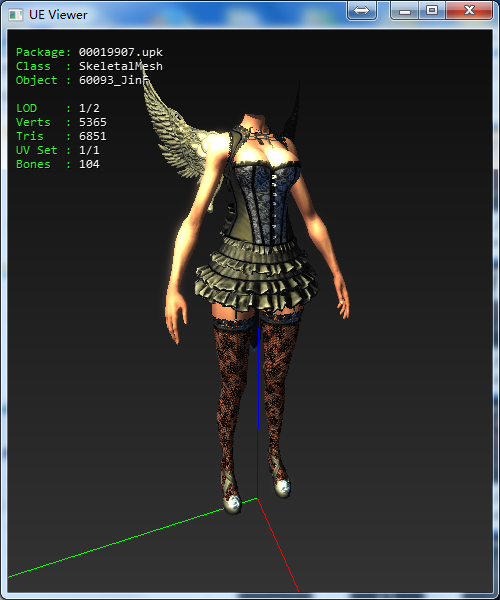 UE Viewer
Package: 00019907.upk
Class : SkeletalMesh
Object : 60093_JinF
LOD : 1/2
Verts : 5365
Tris : 6851
UV Set : 1/1
Bones : 104